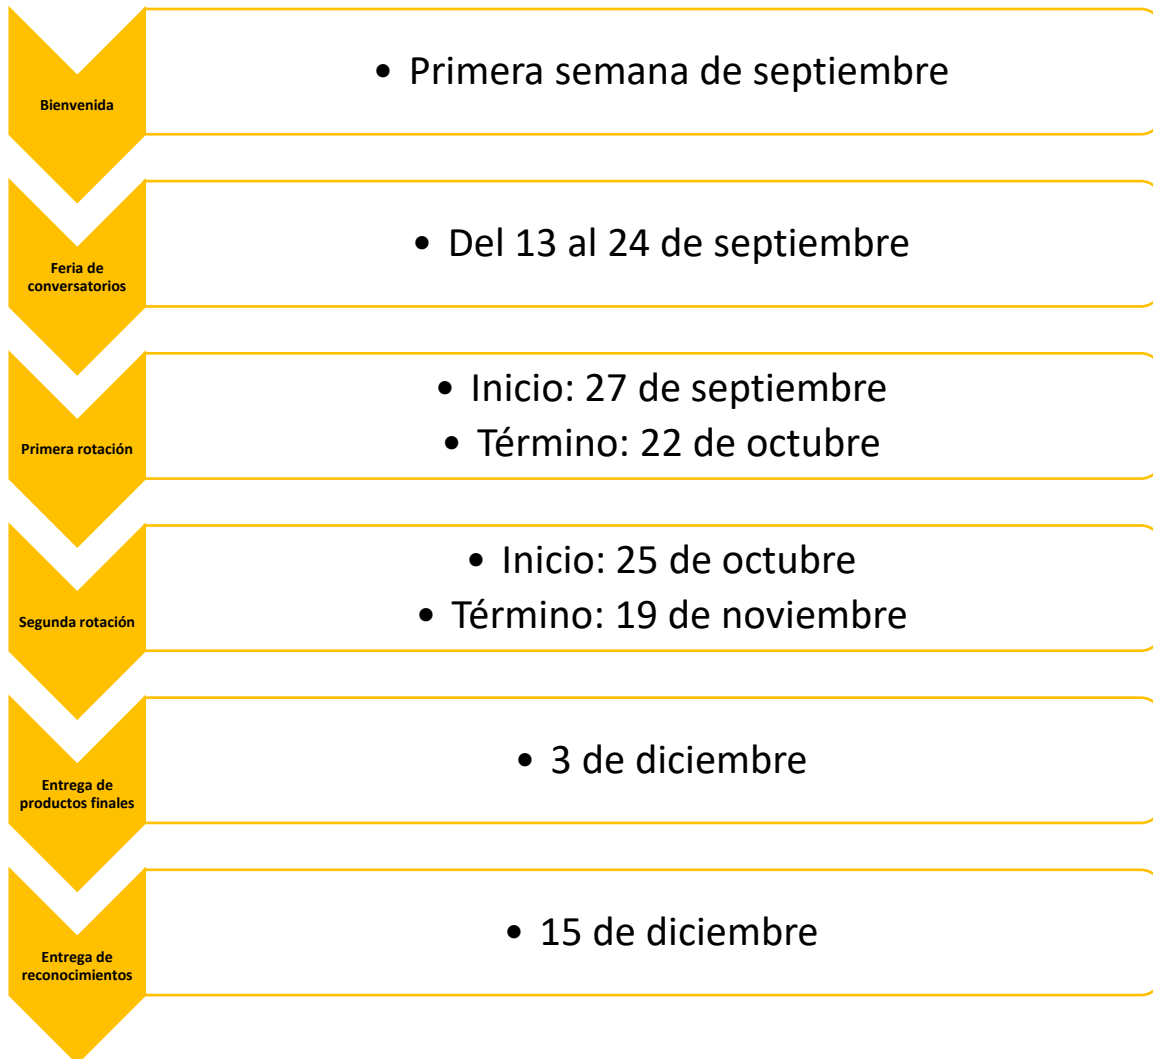 Bienvenida
• Primera semana de septiembre
Feria de
conversatorios
• Del 13 al 24 de septiembre
Primera rotación
• Inicio: 27 de septiembre
• Término: 22 de octubre
Segunda rotación
• Inicio: 25 de octubre
• Término: 19 de noviembre
Entrega de
productos finales
• 3 de diciembre
Entrega de
reconocimientos
• 15 de diciembre